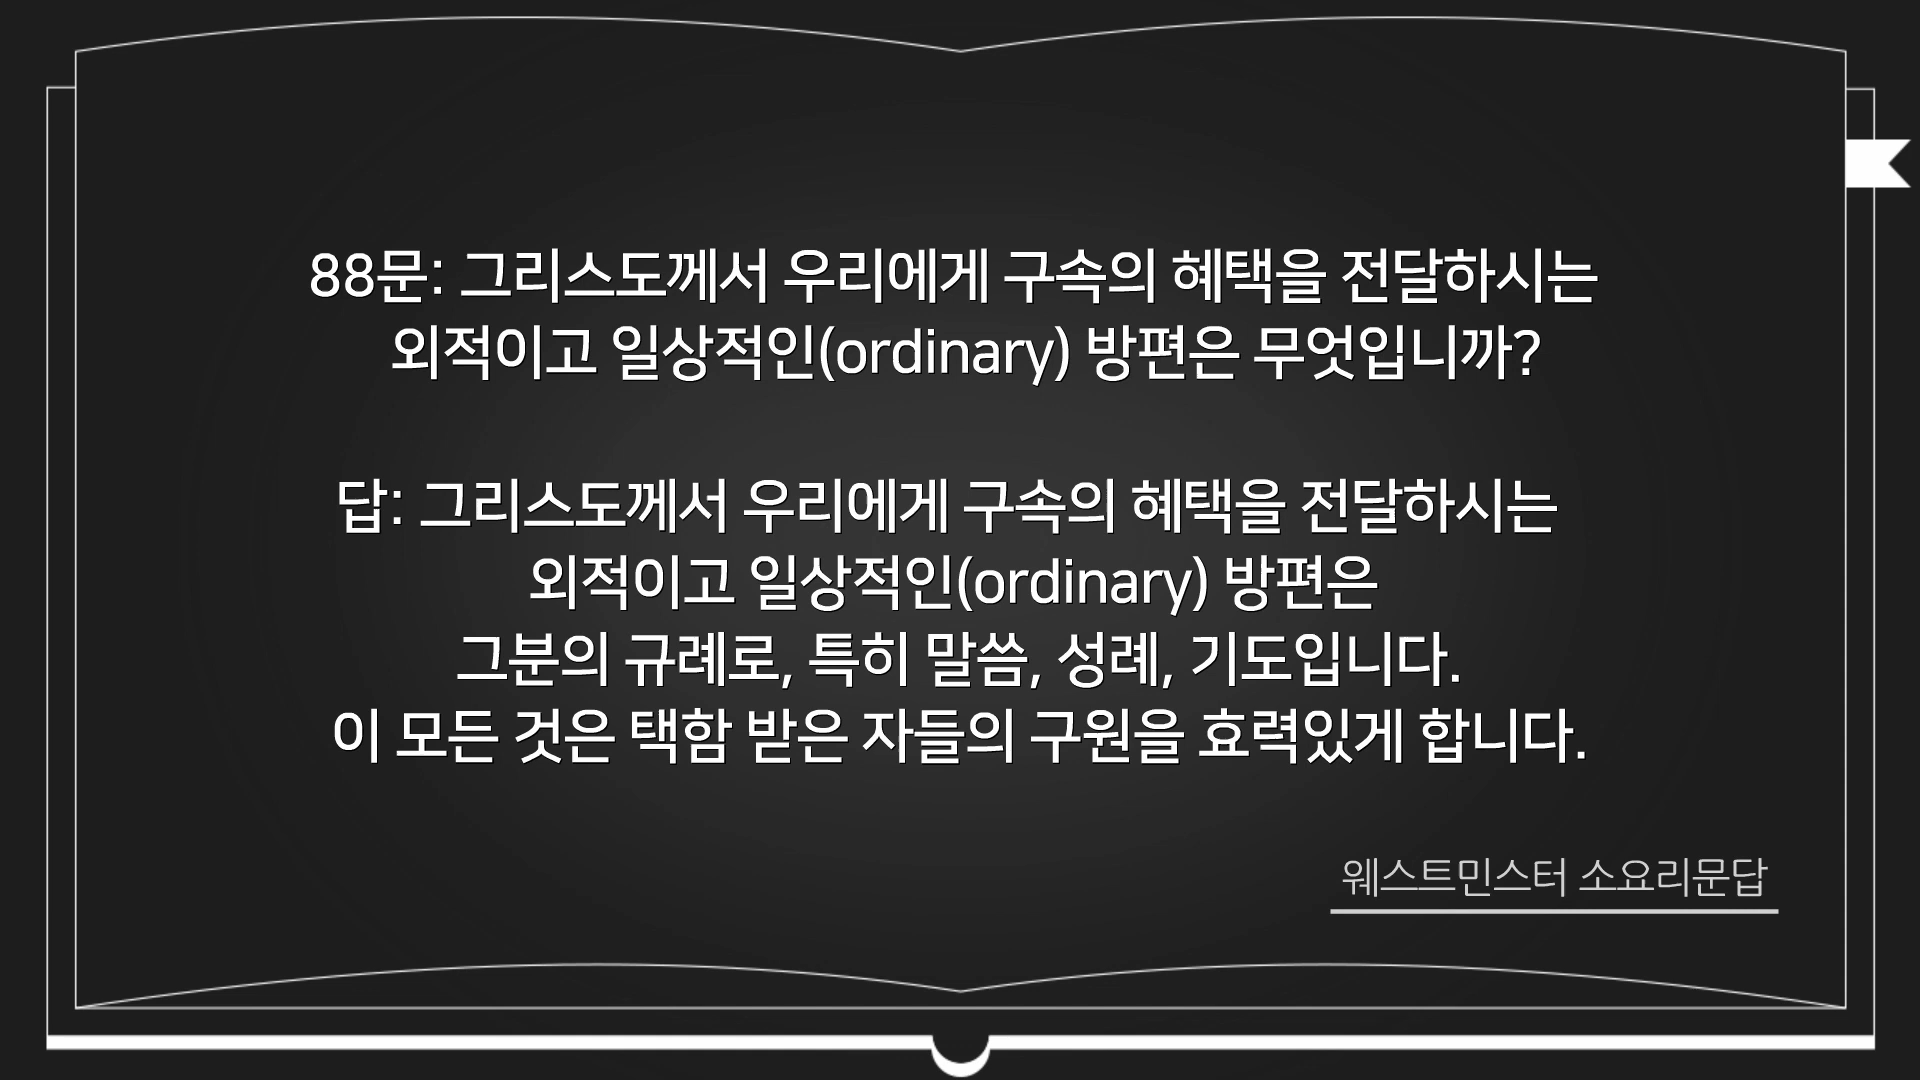 88문: 그리스도께서 우리에게 구속의 혜택을 전달하시는
외적이고 일상적인(ordinary) 방편은 무엇입니까?
답: 그리스도께서 우리에게 구속의 혜택을 전달하시는
외적이고 일상적인(ordinary) 방편은
그분의 규례로, 특히 말씀, 성례, 기도입니다.
이 모든 것은 택함 받은 자들의 구원을 효력있게 합니다.
웨스트민스터 소요리문답